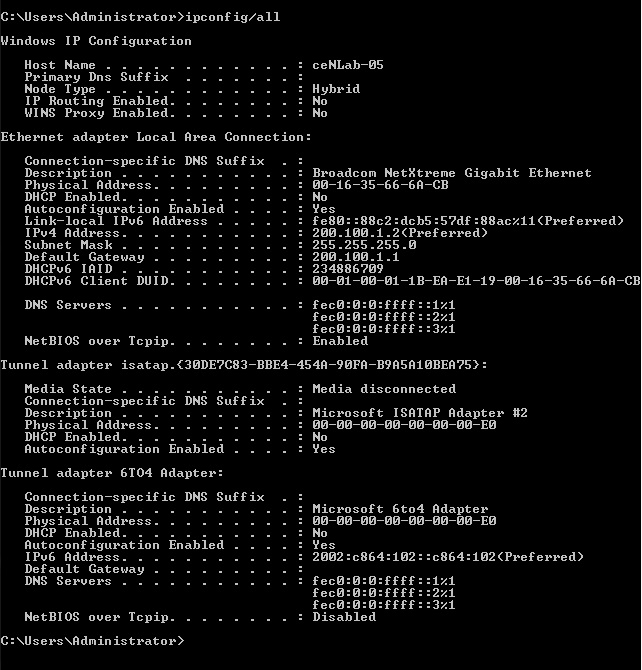 C:\Users\Administrator>ipconfig/all
Windows IP Configuration
Host Name . . . . . . . . . . . . : ceNLab-05
Primary Dns Suffix  . . . . . . . :
Node Type . . . . . . . . . . . . : Hybrid
IP Routing Enabled. . . . . . . . : No
WINS Proxy Enabled. . . . . . . . : No
Ethernet adapter Local Area Connection:
Connection-specific DNS Suffix  . :
Description . . . . . . . . . . . : Broadcom NetXtreme Gigabit Ethernet
Physical Address. . . . . . . . . : 00-16-35-66-6A-CB
DHCP Enabled. . . . . . . . . . . : No
Autoconfiguration Enabled . . . . : Yes
Link-local IPv6 Address . . . . . : fe80::88c2:dcb5:57df:88ac%11(Preferred)
IPv4 Address. . . . . . . . . . . : 200.100.1.2(Preferred)
Subnet Mask . . . . . . . . . . . : 255.255.255.0
Default Gateway . . . . . . . . . : 200.100.1.1
DHCPv6 IAID . . . . . . . . . . . : 234886709
DHCPv6 Client DUID. . . . . . . . : 00-01-00-01-1B-EA-E1-19-00-16-35-66-6A-CB
DNS Servers . . . . . . . . . . . : fec0:0:0:ffff::1%1
fec0:0:0:ffff::2%1
fec0:0:0:ffff::3%1
NetBIOS over Tcpip. . . . . . . . : Enabled
Tunnel adapter isatap.{30DE7C83-BBE4-454A-90FA-B9A5A10BEA75}:
Media State . . . . . . . . . . . : Media disconnected
Connection-specific DNS Suffix  . :
Description . . . . . . . . . . . : Microsoft ISATAP Adapter #2
Physical Address. . . . . . . . . : 00-00-00-00-00-00-00-E0
DHCP Enabled. . . . . . . . . . . : No
Autoconfiguration Enabled . . . . : Yes
Tunnel adapter 6TO4 Adapter:
Connection-specific DNS Suffix  . :
Description . . . . . . . . . . . : Microsoft 6to4 Adapter
Physical Address. . . . . . . . . : 00-00-00-00-00-00-00-E0
DHCP Enabled. . . . . . . . . . . : No
Autoconfiguration Enabled . . . . : Yes
IPv6 Address. . . . . . . . . . . : 2002:c864:102::c864:102(Preferred)
Default Gateway . . . . . . . . . :
DNS Servers . . . . . . . . . . . : fec0:0:0:ffff::1%1
fec0:0:0:ffff::2%1
fec0:0:0:ffff::3%1
NetBIOS over Tcpip. . . . . . . . : Disabled
C:\Users\Administrator>